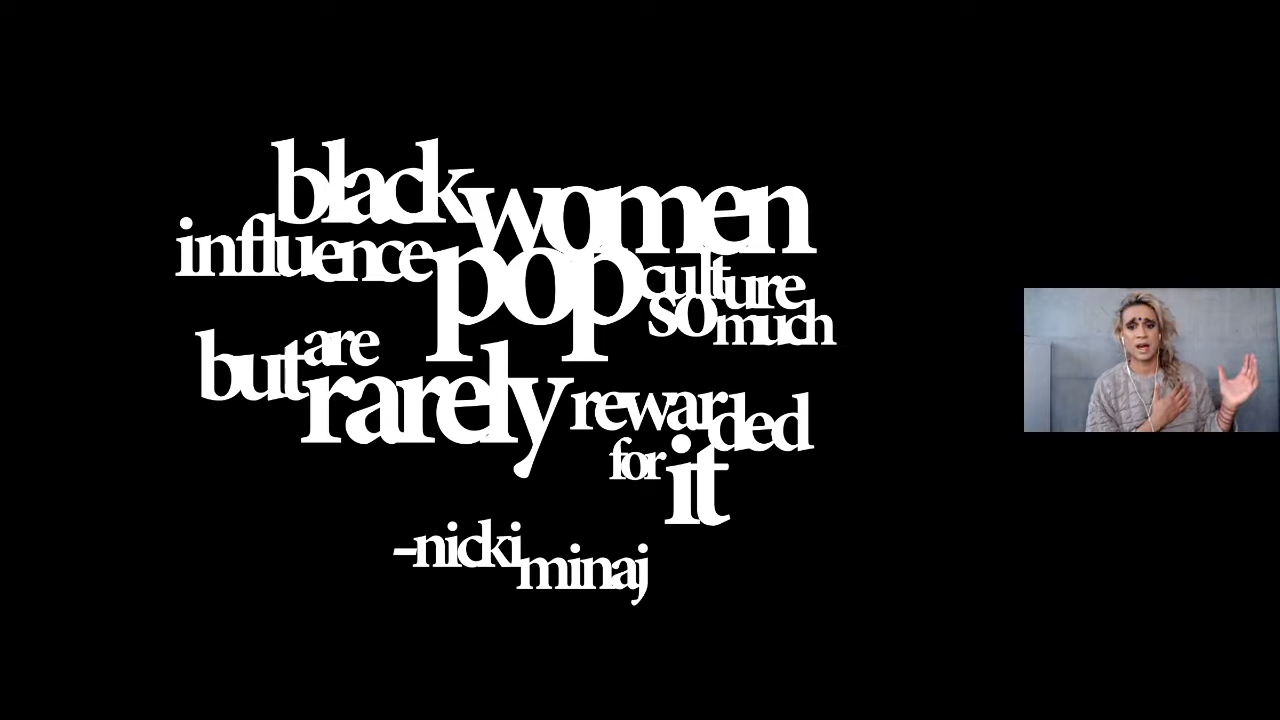 black women
influence pop culture
so much
but are
rarely rewarded
for it
–nicki minaj